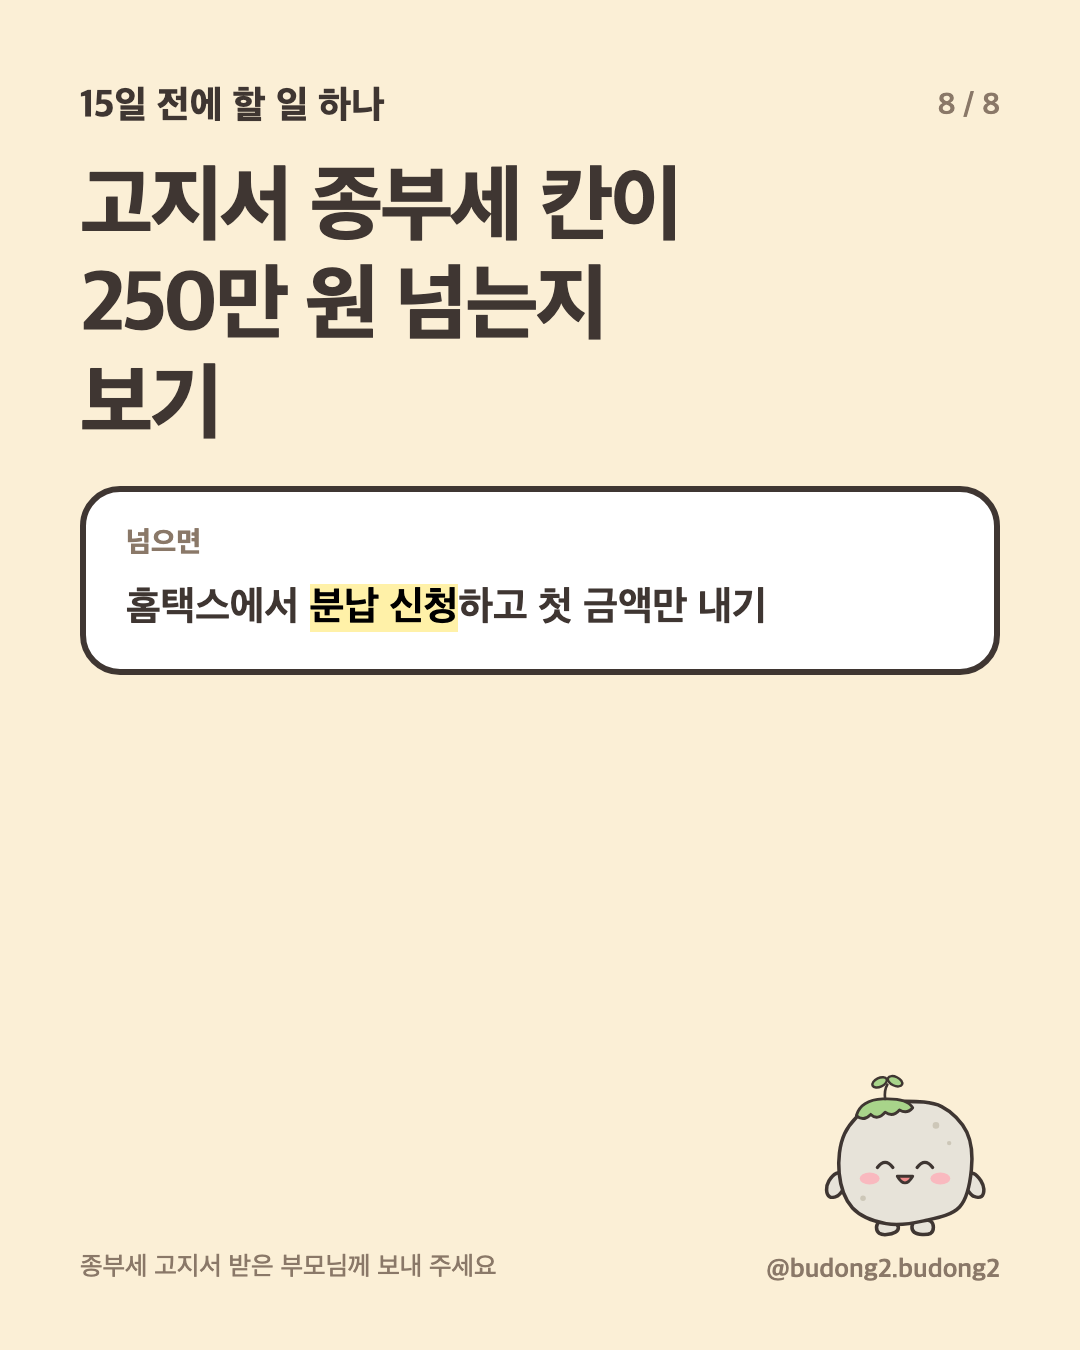 15일 전에 할 일 하나
8 / 8
고지서 종부세 칸이
250만 원 넘는지
보기
넘으면
홈택스에서 분납 신청하고 첫 금액만 내기
종부세 고지서 받은 부모님께 보내 주세요
@budong2.budong2